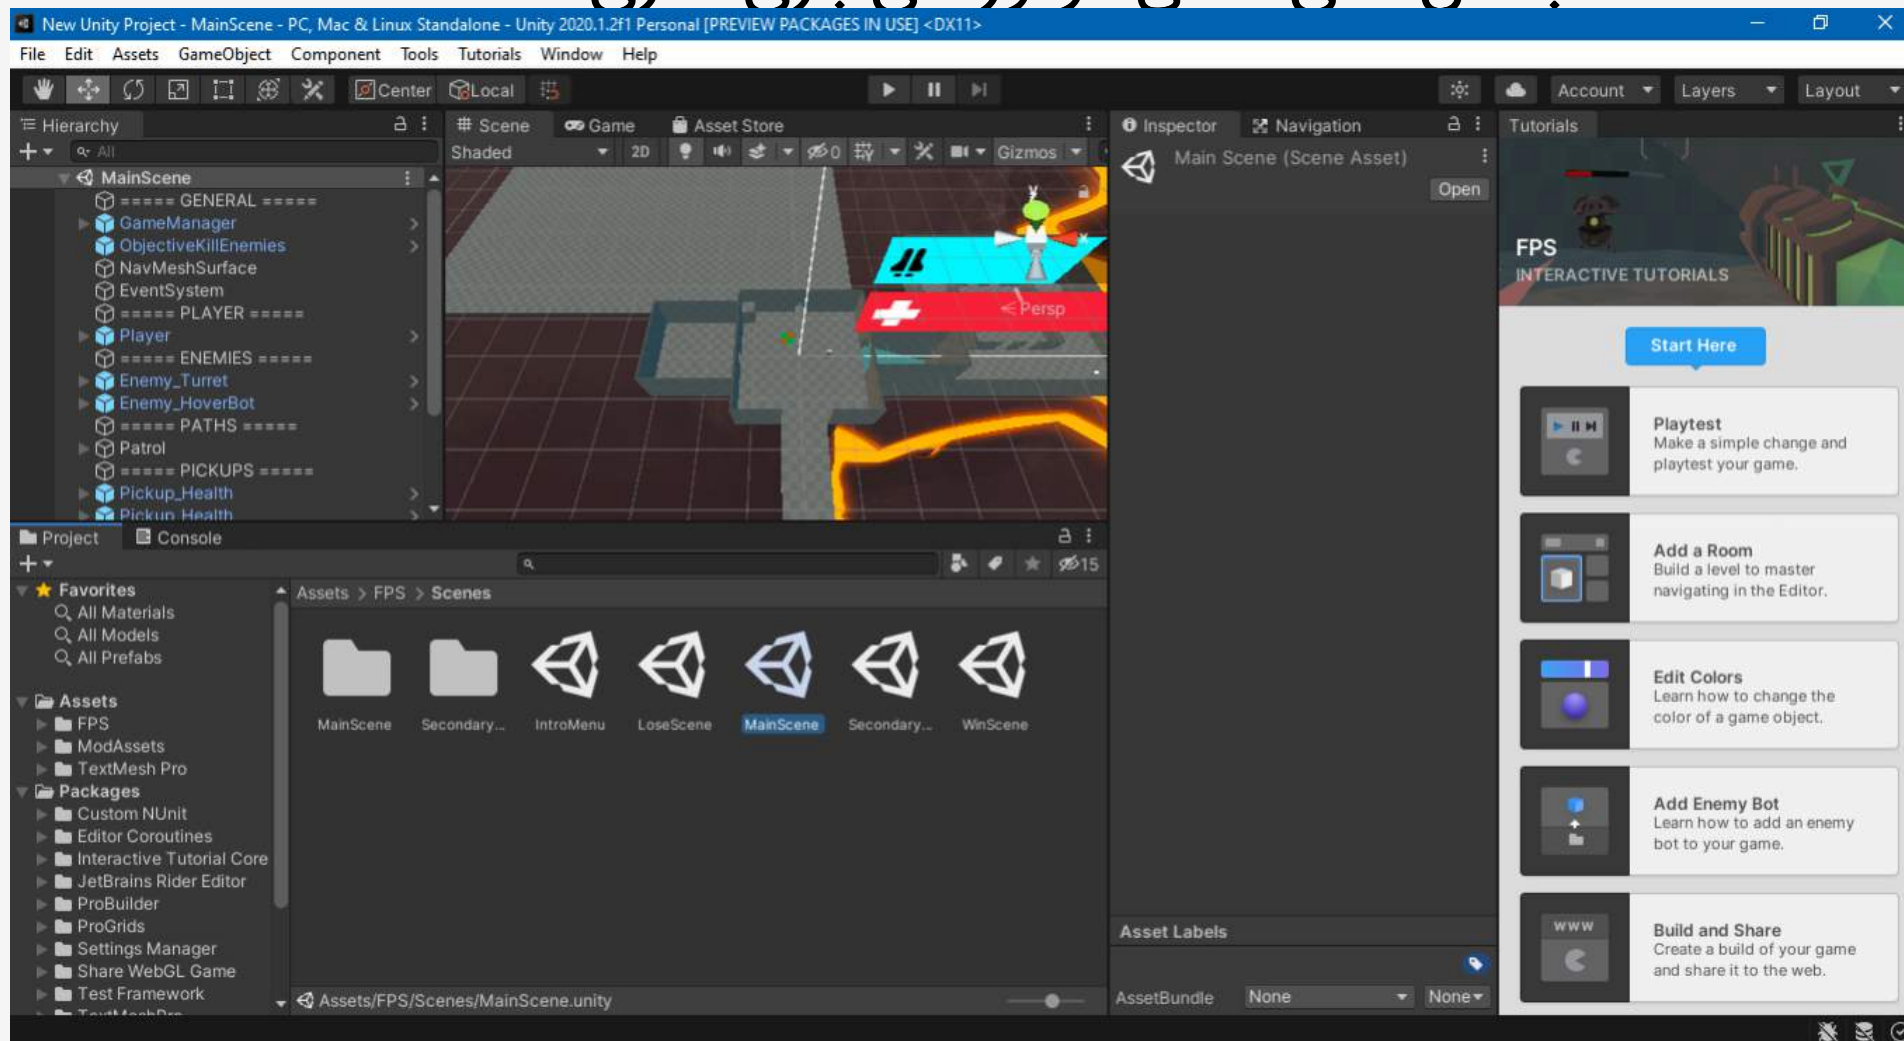 New Unity Project - MainScene - PC, Mac & Linux Standalone - Unity 2020.1.2f1 Personal [PREVIEW PACKAGES IN USE] <DX11>
File Edit Assets GameObject Component Tools Tutorials Window Help
Center Local Account Layers Layout
Hierarchy
All
MainScene
===== GENERAL =====
GameManager
ObjectiveKillEnemies
NavMeshSurface
EventSystem
===== PLAYER =====
Player
===== ENEMIES =====
Enemy_Turret
Enemy_HoverBot
===== PATHS =====
Patrol
===== PICKUPS =====
Pickup_Health
Pickup_Health
Scene Game Asset Store
Shaded 2D 0 Gizmos
y
x
Persp
Inspector Navigation
Main Scene (Scene Asset)
Open
Asset Labels
AssetBundle None None
Project Console
15
Favorites
All Materials
All Models
All Prefabs
Assets
FPS
ModAssets
TextMesh Pro
Packages
Custom NUnit
Editor Coroutines
Interactive Tutorial Core
JetBrains Rider Editor
ProBuilder
ProGrids
Settings Manager
Share WebGL Game
Test Framework
Assets > FPS > Scenes
MainScene Secondary... IntroMenu LoseScene MainScene Secondary... WinScene
Assets/FPS/Scenes/MainScene.unity
Tutorials
FPS
INTERACTIVE TUTORIALS
Start Here
Playtest
Make a simple change and
playtest your game.
Add a Room
Build a level to master
navigating in the Editor.
Edit Colors
Learn how to change the
color of a game object.
Add Enemy Bot
Learn how to add an enemy
bot to your game.
WWW
Build and Share
Create a build of your game
and share it to the web.